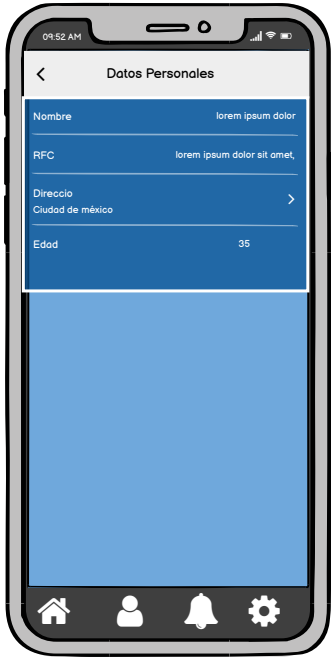 09:52 AM
Datos Personales
Nombre lorem ipsum dolor
RFC lorem ipsum dolor sit amet,
Direccio
Ciudad de méxico
Edad 35